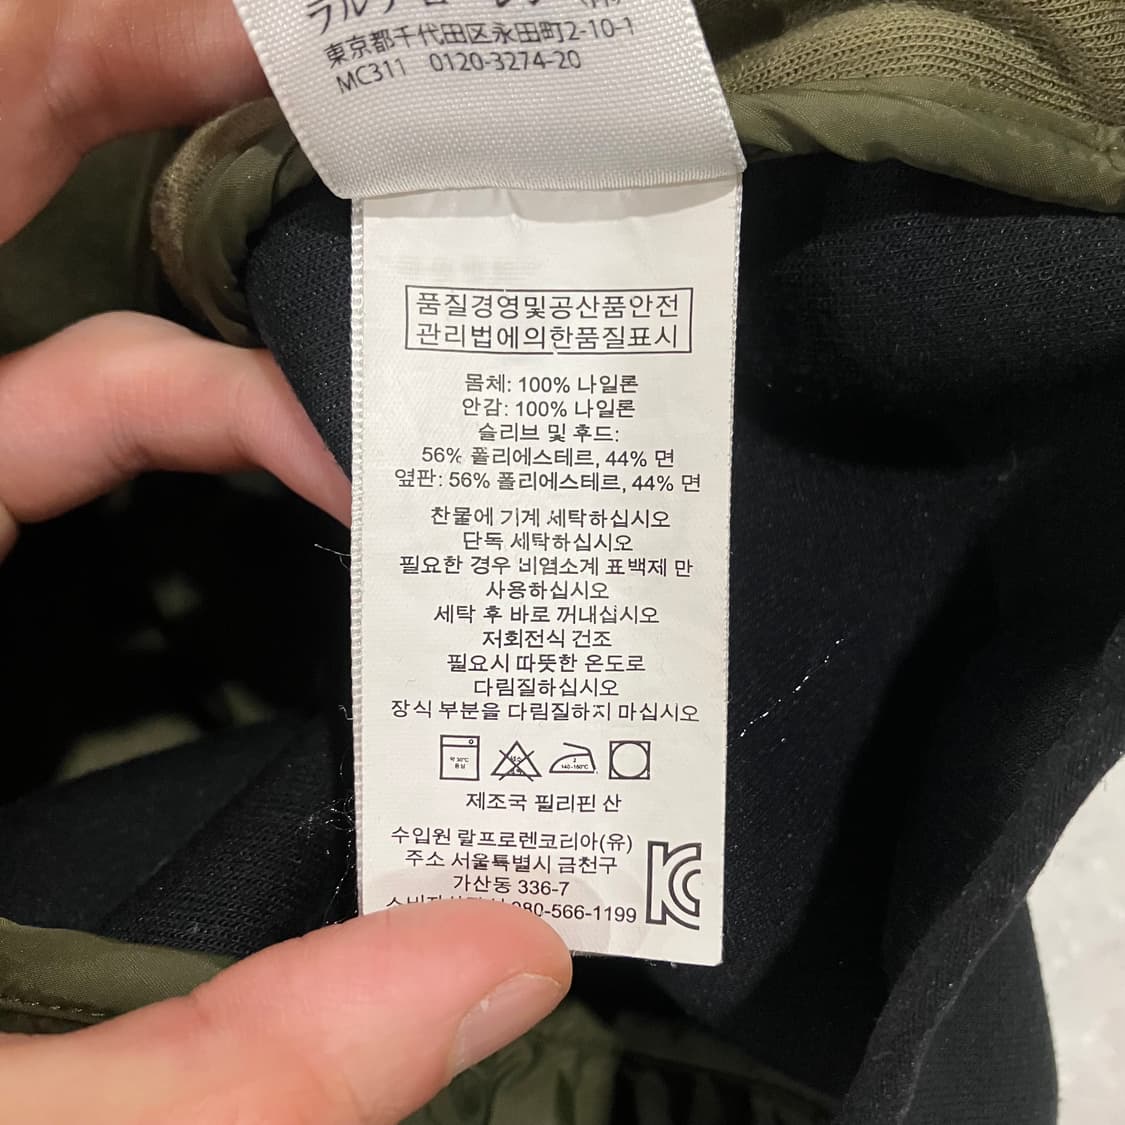 東京都千代田区永田町2-10-1
MC311 0120-3274-20
품질경영및공산품안전
관리법에의한품질표시
몸체: 100% 나일론
안감: 100% 나일론
슬리브 및 후드:
56% 폴리에스테르, 44% 면
옆판: 56% 폴리에스테르, 44% 면
찬물에 기계 세탁하십시오
단독 세탁하십시오
필요한 경우 비염소계 표백제 만
사용하십시오
세탁 후 바로 꺼내십시오
저회전식 건조
필요시 따뜻한 온도로
다림질하십시오
장식 부분을 다림질하지 마십시오
약 30℃
중성
2
140-160℃
제조국 필리핀 산
수입원 랄프로렌코리아(유)
주소 서울특별시 금천구
가산동 336-7
080-566-1199